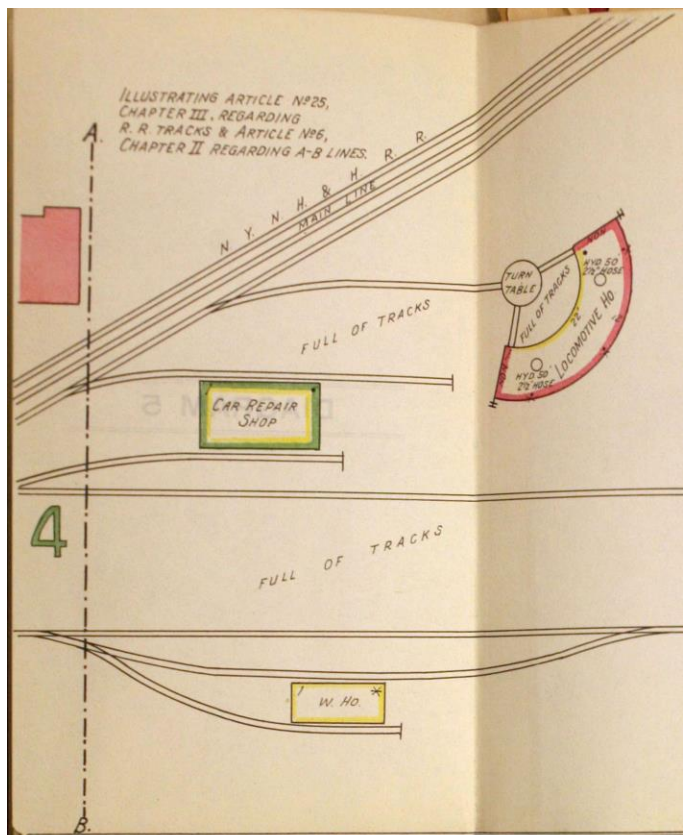 ILLUSTRATING ARTICLE Nº25,
CHAPTER III, REGARDING
R. R. TRACKS & ARTICLE Nº6,
CHAPTER II REGARDING A-B LINES.
A.
N. Y. N. H. & H. R. R.
MAIN LINE
TURN
TABLE
FULL OF TRACKS
HYD. 50'
2½" HOSE
LOCOMOTIVE HO
22'
HYD. 50'
2½" HOSE
FULL OF TRACKS
CAR REPAIR
SHOP
4
FULL OF TRACKS
W. HO.
B.